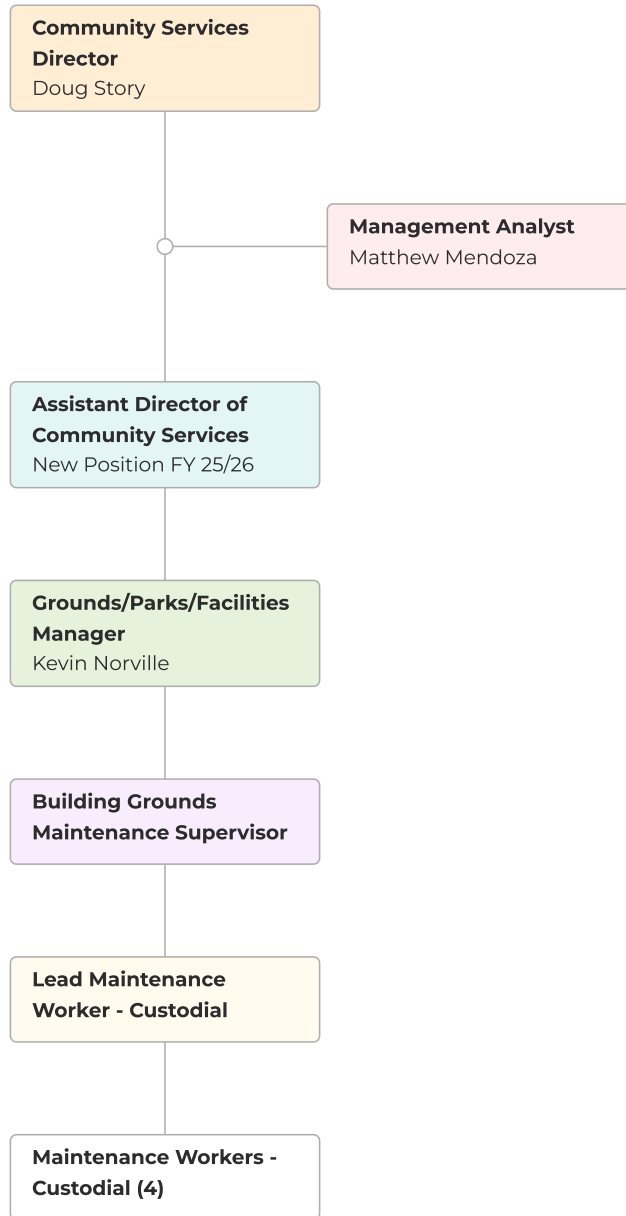 Community Services
Director
Doug Story
Management Analyst
Matthew Mendoza
Assistant Director of
Community Services
New Position FY 25/26
Grounds/Parks/Facilities
Manager
Kevin Norville
Building Grounds
Maintenance Supervisor
Lead Maintenance
Worker - Custodial
Maintenance Workers -
Custodial (4)